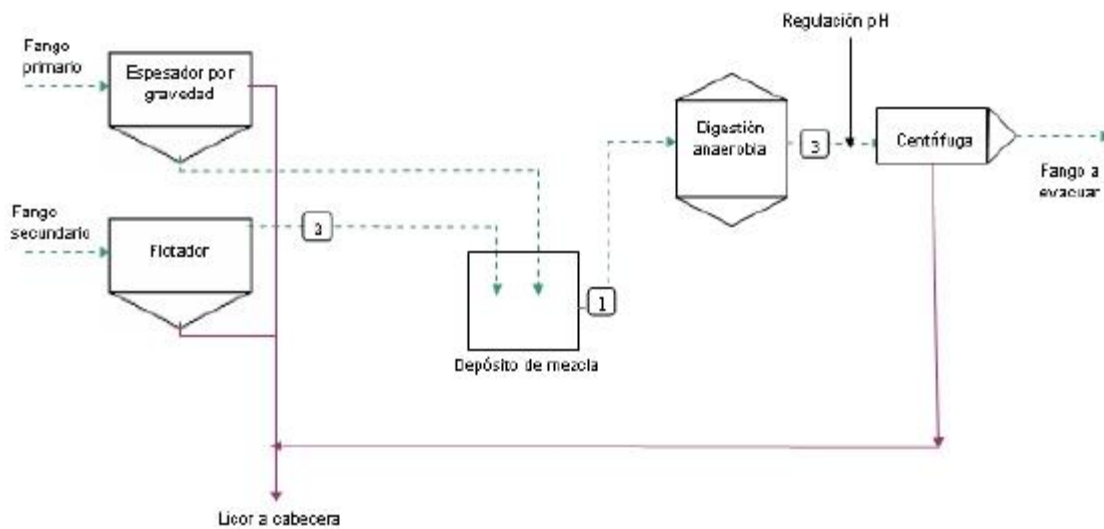 Regulación pH
Fango
primario
Espesador por
gravedad
Digestión
anaerobia
3
Centrífuga
Fango a
evacuar
Fango
secundario
3
Flotador
1
Depósito de mezcla
Licor a cabecera